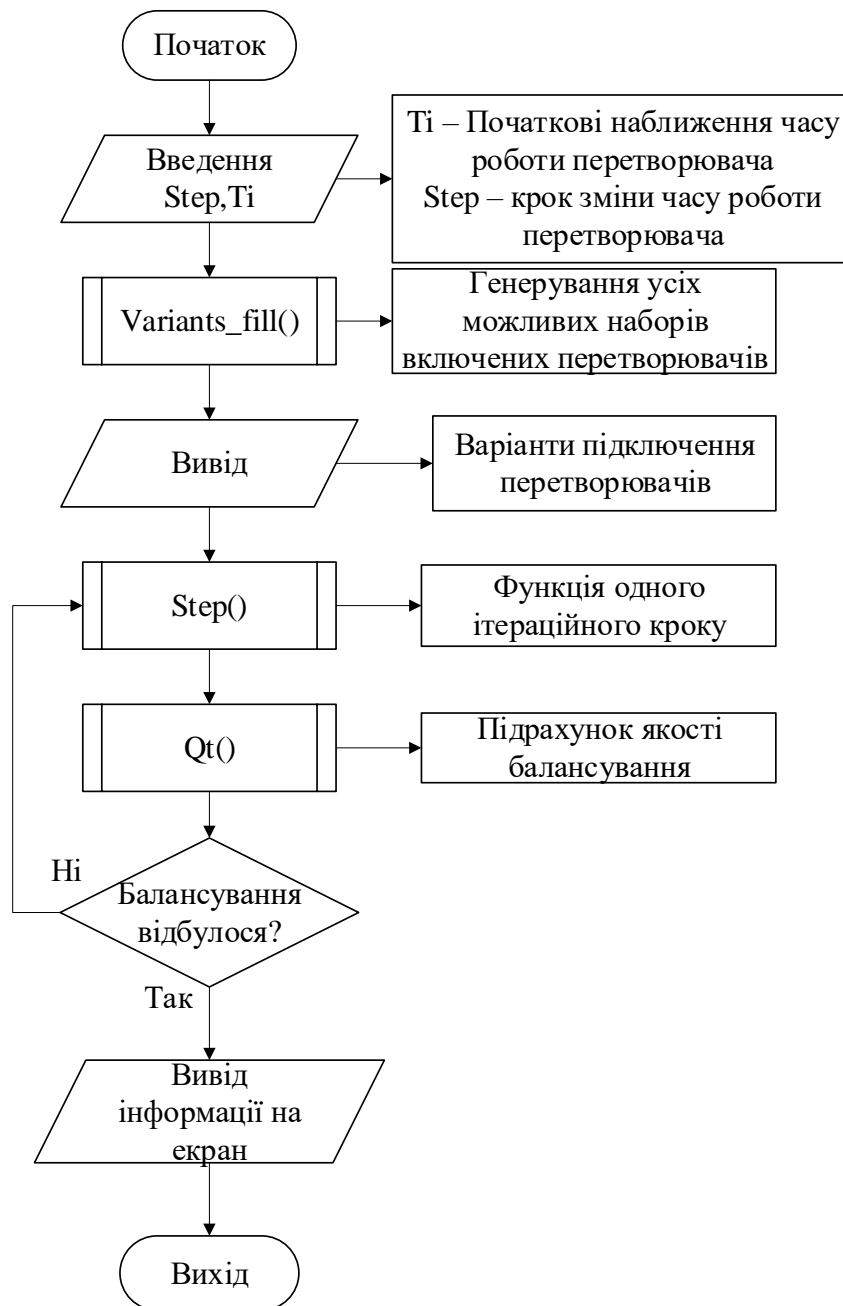 Початок
Введення
Step,Ti
Ti – Початкові наближення часу
роботи перетворювача
Step – крок зміни часу роботи
перетворювача
Variants_fill()
Генерування усіх
можливих наборів
включених перетворювачів
Вивід
Варіанти підключення
перетворювачів
Step()
Функція одного
ітераційного кроку
Qt()
Підрахунок якості
балансування
Ні
Балансування
відбулося?
Так
Вивід
інформації на
екран
Вихід